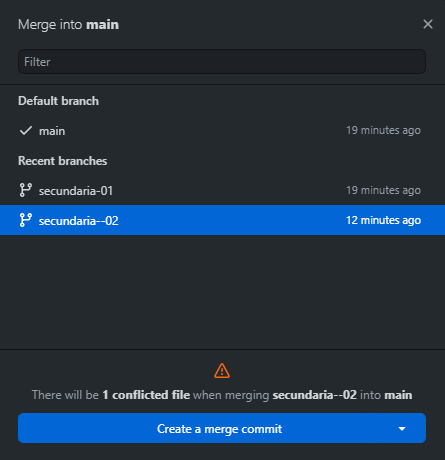 Merge into main
Filter
Default branch
main 19 minutes ago
Recent branches
secundaria-01 19 minutes ago
secundaria--02 12 minutes ago
There will be 1 conflicted file when merging secundaria--02 into main
Create a merge commit